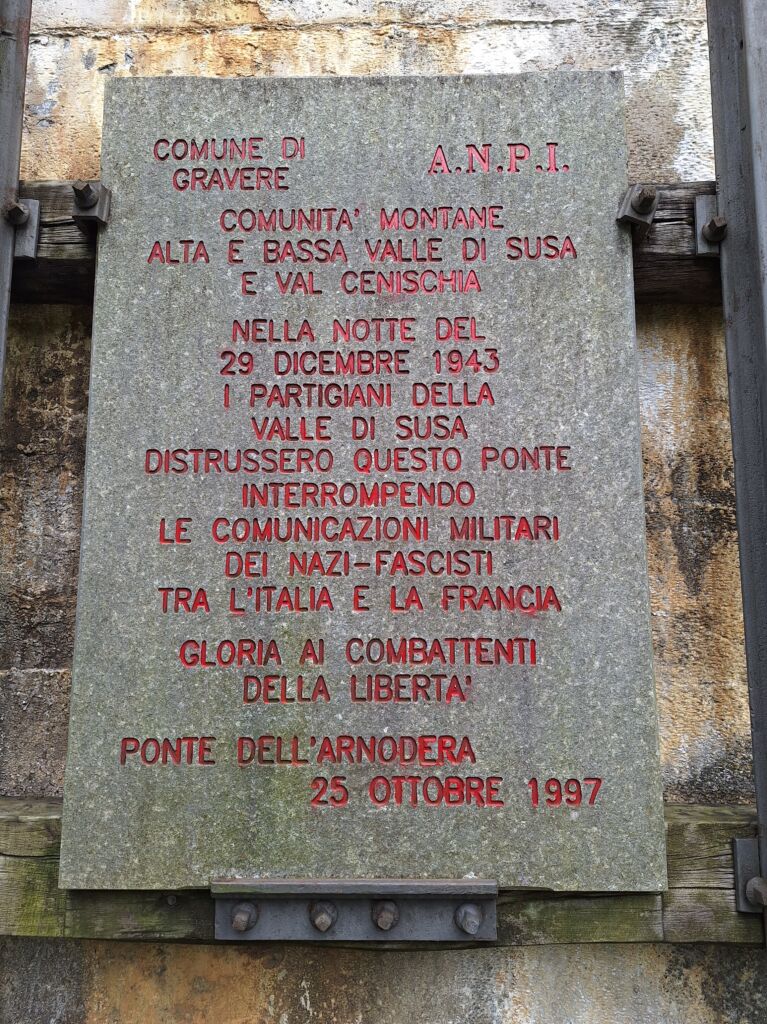 COMUNE DI
GRAVERE
A.N.P.I.
COMUNITA' MONTANE
ALTA E BASSA VALLE DI SUSA
E VAL CENISCHIA
NELLA NOTTE DEL
29 DICEMBRE 1943
I PARTIGIANI DELLA
VALLE DI SUSA
DISTRUSSERO QUESTO PONTE
INTERROMPENDO
LE COMUNICAZIONI MILITARI
DEI NAZI-FASCISTI
TRA L'ITALIA E LA FRANCIA
GLORIA AI COMBATTENTI
DELLA LIBERTA'
PONTE DELL'ARNODERA
25 OTTOBRE 1997